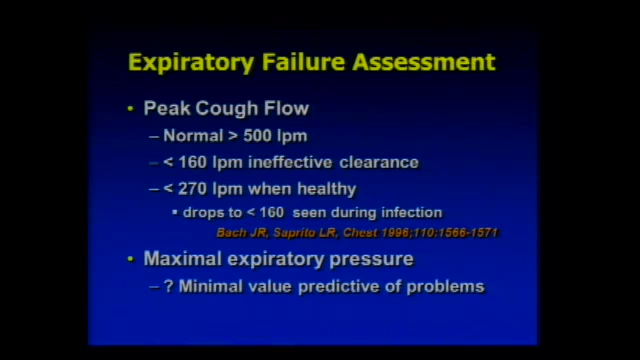 Expiratory Failure Assessment
• Peak Cough Flow
– Normal > 500 lpm
– < 160 lpm ineffective clearance
– < 270 lpm when healthy
▪ drops to < 160 seen during infection
Bach JR, Saprito LR, Chest 1996;110:1566-1571
• Maximal expiratory pressure
– ? Minimal value predictive of problems